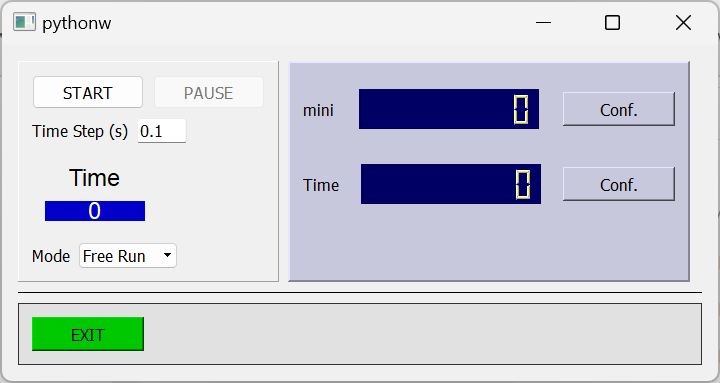 pythonw
START PAUSE
Time Step (s) 0.1
Time
0
Mode Free Run
mini 0 Conf.
Time 0 Conf.
EXIT